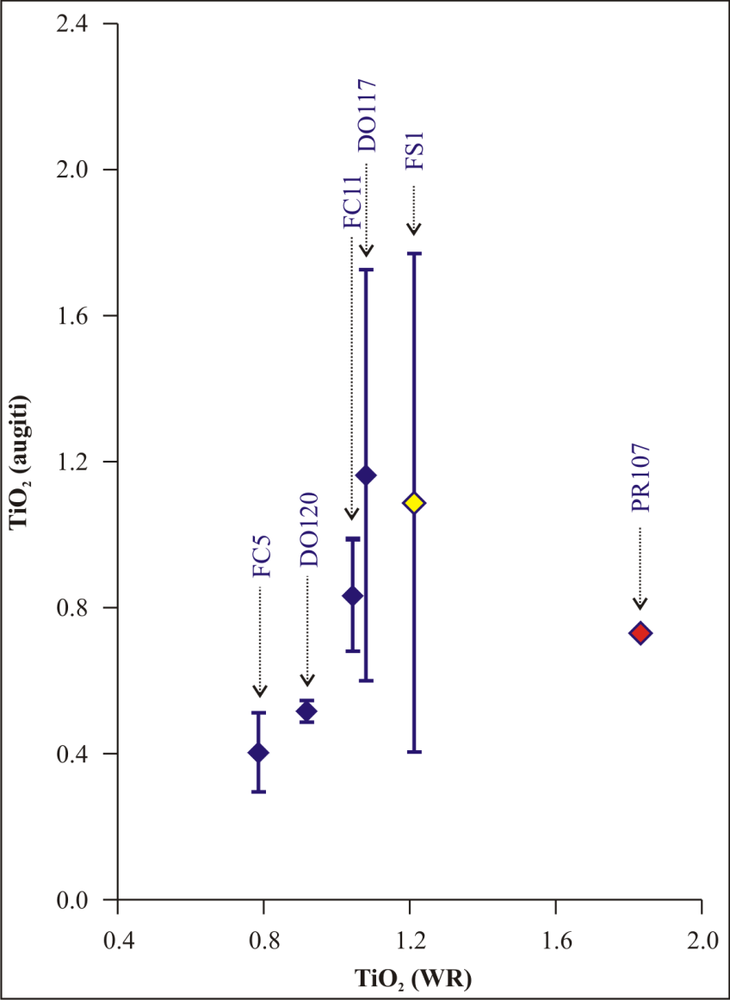 2.4
2.0
1.6
1.2
0.8
0.4
0.0
TiO₂ (augiti)
FC5
DO120
FC11
DO117
FS1
PR107
0.4 0.8 1.2 1.6 2.0
TiO₂ (WR)